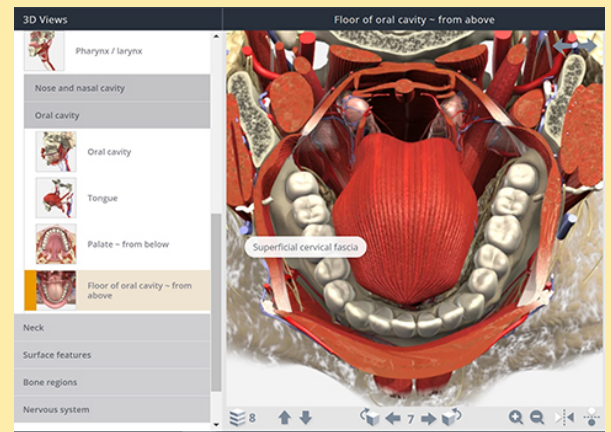 3D Views
Floor of oral cavity ~ from above
Pharynx / larynx
Nose and nasal cavity
Oral cavity
Oral cavity
Tongue
Palate ~ from below
Floor of oral cavity ~ from
above
Neck
Surface features
Bone regions
Nervous system
Superficial cervical fascia
8
7